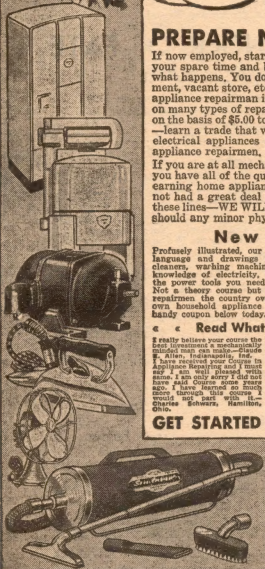 PREPARE N
If now employed, star
your spare time and
what happens. You do
ment, vacant store, et
appliance repairman i
on many types of repa
on the basis of $5.00 to
—learn a trade that v
electrical appliances
appliance repairmen,
If you are at all mech
you have all of the qu
earning home applian
not had a great deal
these lines—WE WIL
should any minor phy
New
Profusely illustrated, our
language and drawings
cleaners, washing machin
knowledge of electricity,
the power tools you need
Not a theory course but
repairmen the country ov
own household appliance
handy coupon below today.
« « Read What
I really believe your course the
best investment a mechanically
minded man can make.—Claude
E. Allen, Indianapolis, Ind.
I have received your Course in
Appliance Repairing and I must
say I am well pleased with
same. I am only sorry I did not
have said Course some years
ago. I have learned so much
more through this course I
would not part with it.—
Charles Schwarz, Hamilton,
Ohio.
GET STARTED